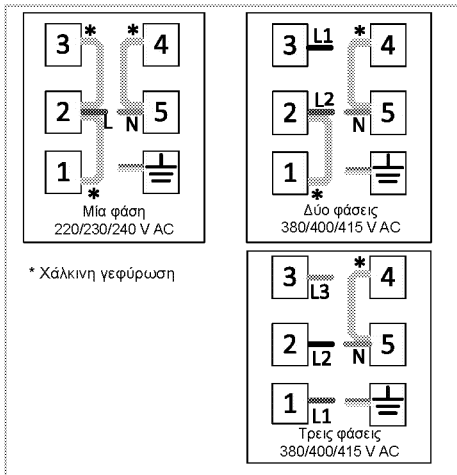 3 * * 4
2 L N 5
1 *
Μία φάση
220/230/240 V AC
3 L1 * 4
2 L2 N 5
1 *
Δύο φάσεις
380/400/415 V AC
* Χάλκινη γεφύρωση
3 L3 * 4
2 L2 N 5
1 L1
Τρεις φάσεις
380/400/415 V AC